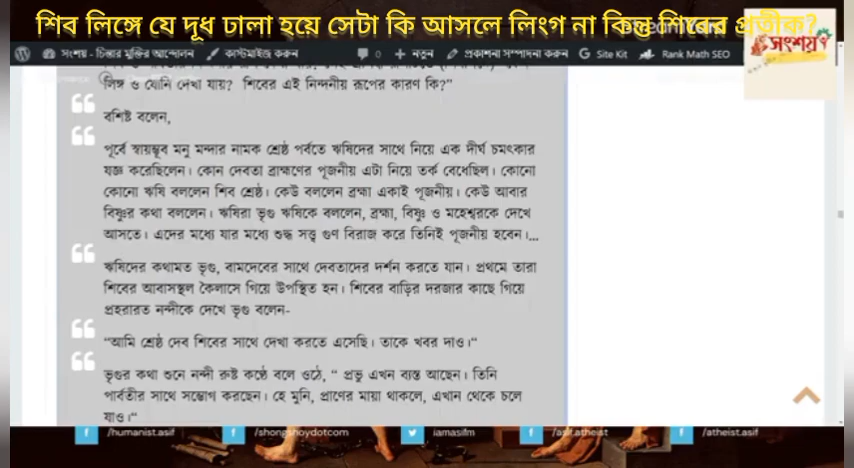 শিব লিঙ্গে যে দূধ ঢালা হয়ে সেটা কি আসলে লিংগ না কিন্তু শিবের প্রতীক?
সংশয়
সংশয় - চিন্তার মুক্তির আন্দোলন কাস্টমাইজ করুন 0 + নতুন প্রকাশনা সম্পাদনা করুন Site Kit Rank Math SEO
লিঙ্গ ও যোনি দেখা যায়? শিবের এই নিন্দনীয় রূপের কারণ কি?”
বশিষ্ট বলেন,
পূর্বে স্বায়ম্ভূব মনু মন্দার নামক শ্রেষ্ঠ পর্বতে ঋষিদের সাথে নিয়ে এক দীর্ঘ চমৎকার
যজ্ঞ করেছিলেন। কোন দেবতা ব্রাহ্মণের পূজনীয় এটা নিয়ে তর্ক বেধেছিল। কোনো
কোনো ঋষি বললেন শিব শ্রেষ্ঠ। কেউ বললেন ব্রহ্মা একাই পূজনীয়। কেউ আবার
বিষ্ণুর কথা বললেন। ঋষিরা ভৃগু ঋষিকে বললেন, ব্রহ্মা, বিষ্ণু ও মহেশ্বরকে দেখে
আসতে। এদের মধ্যে যার মধ্যে শুদ্ধ সত্ত্ব গুণ বিরাজ করে তিনিই পূজনীয় হবেন।...
ঋষিদের কথামত ভৃগু, বামদেবের সাথে দেবতাদের দর্শন করতে যান। প্রথমে তারা
শিবের আবাসস্থল কৈলাসে গিয়ে উপস্থিত হন। শিবের বাড়ির দরজার কাছে গিয়ে
প্রহরারত নন্দীকে দেখে ভৃগু বলেন-
“আমি শ্রেষ্ঠ দেব শিবের সাথে দেখা করতে এসেছি। তাকে খবর দাও।“
ভৃগুর কথা শুনে নন্দী রুষ্ট কণ্ঠে বলে ওঠে, “ প্রভু এখন ব্যস্ত আছেন। তিনি
পার্বতীর সাথে সম্ভোগ করছেন। হে মুনি, প্রাণের মায়া থাকলে, এখান থেকে চলে
যাও।“
/humanist.asif /shongshoydotcom iamasifm /asif.atheist /atheist.asif